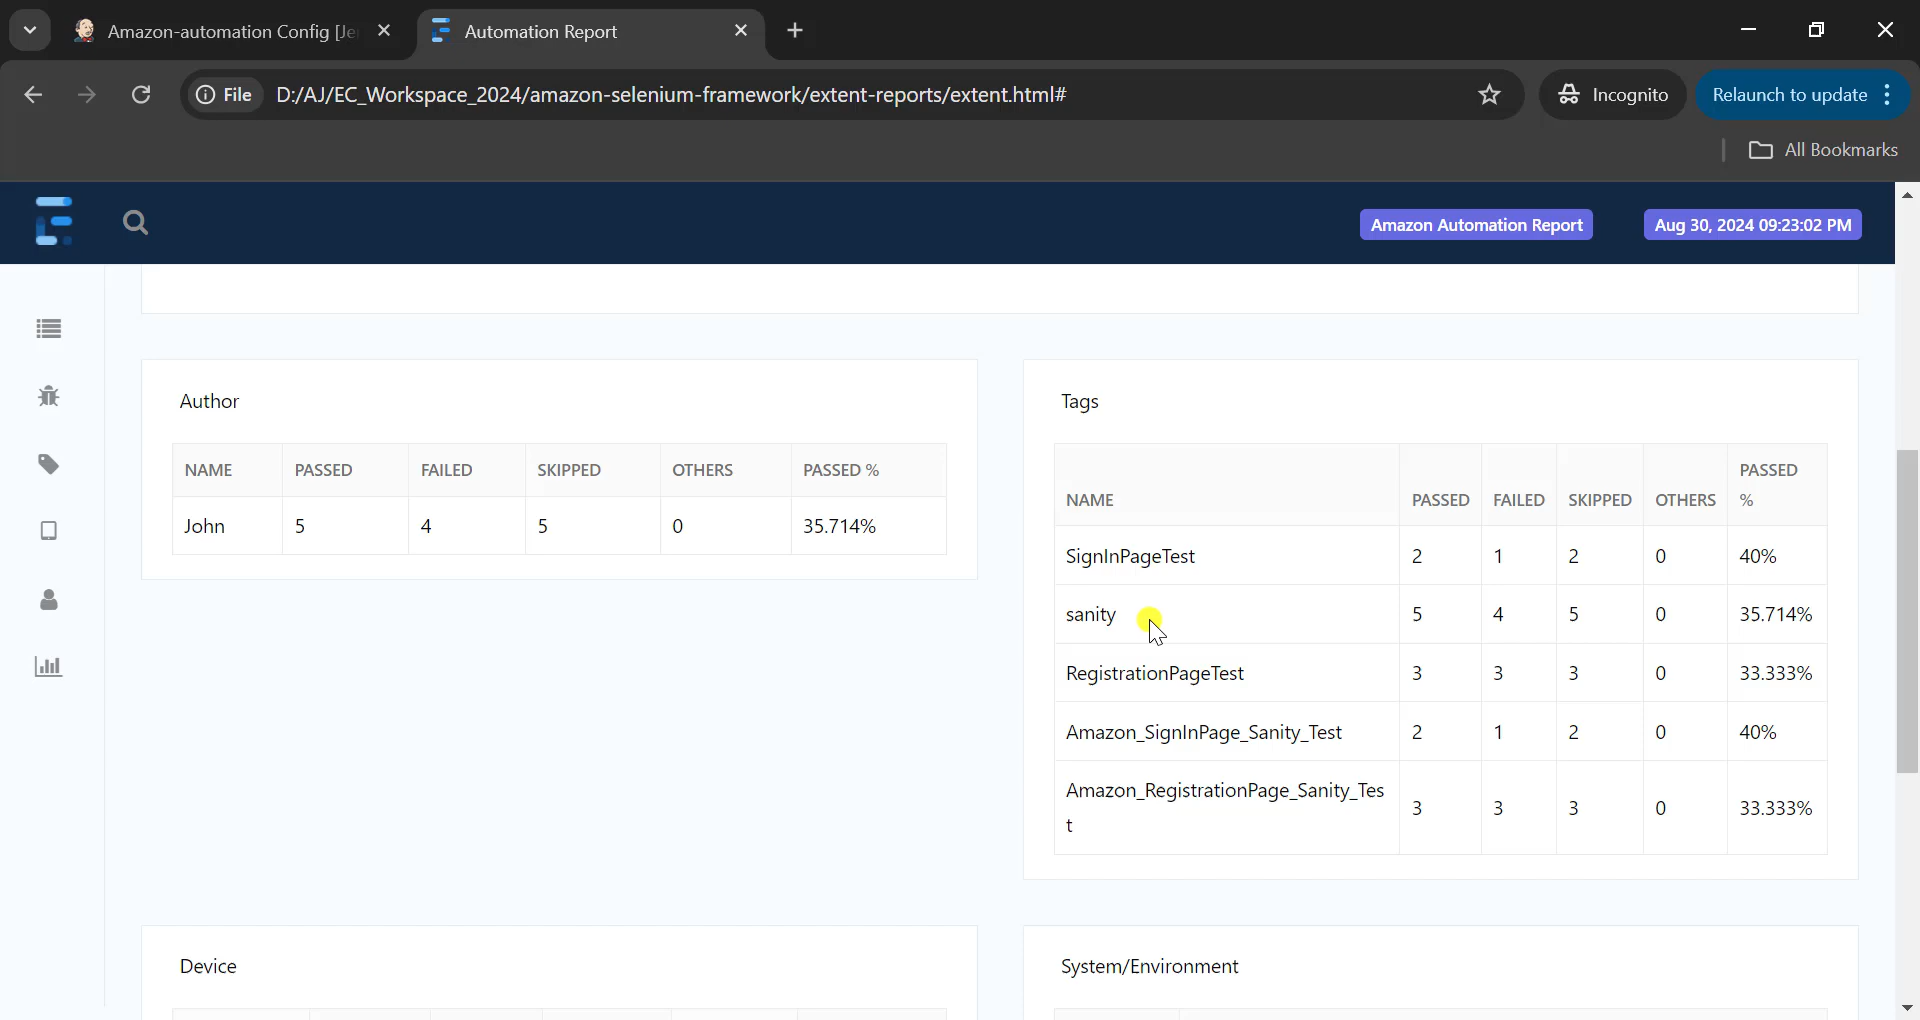 Amazon-automation Config [Je
Automation Report
File
D:/AJ/EC_Workspace_2024/amazon-selenium-framework/extent-reports/extent.html#
Incognito
Relaunch to update
All Bookmarks
Amazon Automation Report
Aug 30, 2024 09:23:02 PM
Author
NAME PASSED FAILED SKIPPED OTHERS PASSED %
John 5 4 5 0 35.714%
Tags
NAME PASSED FAILED SKIPPED OTHERS PASSED %
SignInPageTest 2 1 2 0 40%
sanity 5 4 5 0 35.714%
RegistrationPageTest 3 3 3 0 33.333%
Amazon_SignInPage_Sanity_Test 2 1 2 0 40%
Amazon_RegistrationPage_Sanity_Tes
t 3 3 3 0 33.333%
Device
System/Environment